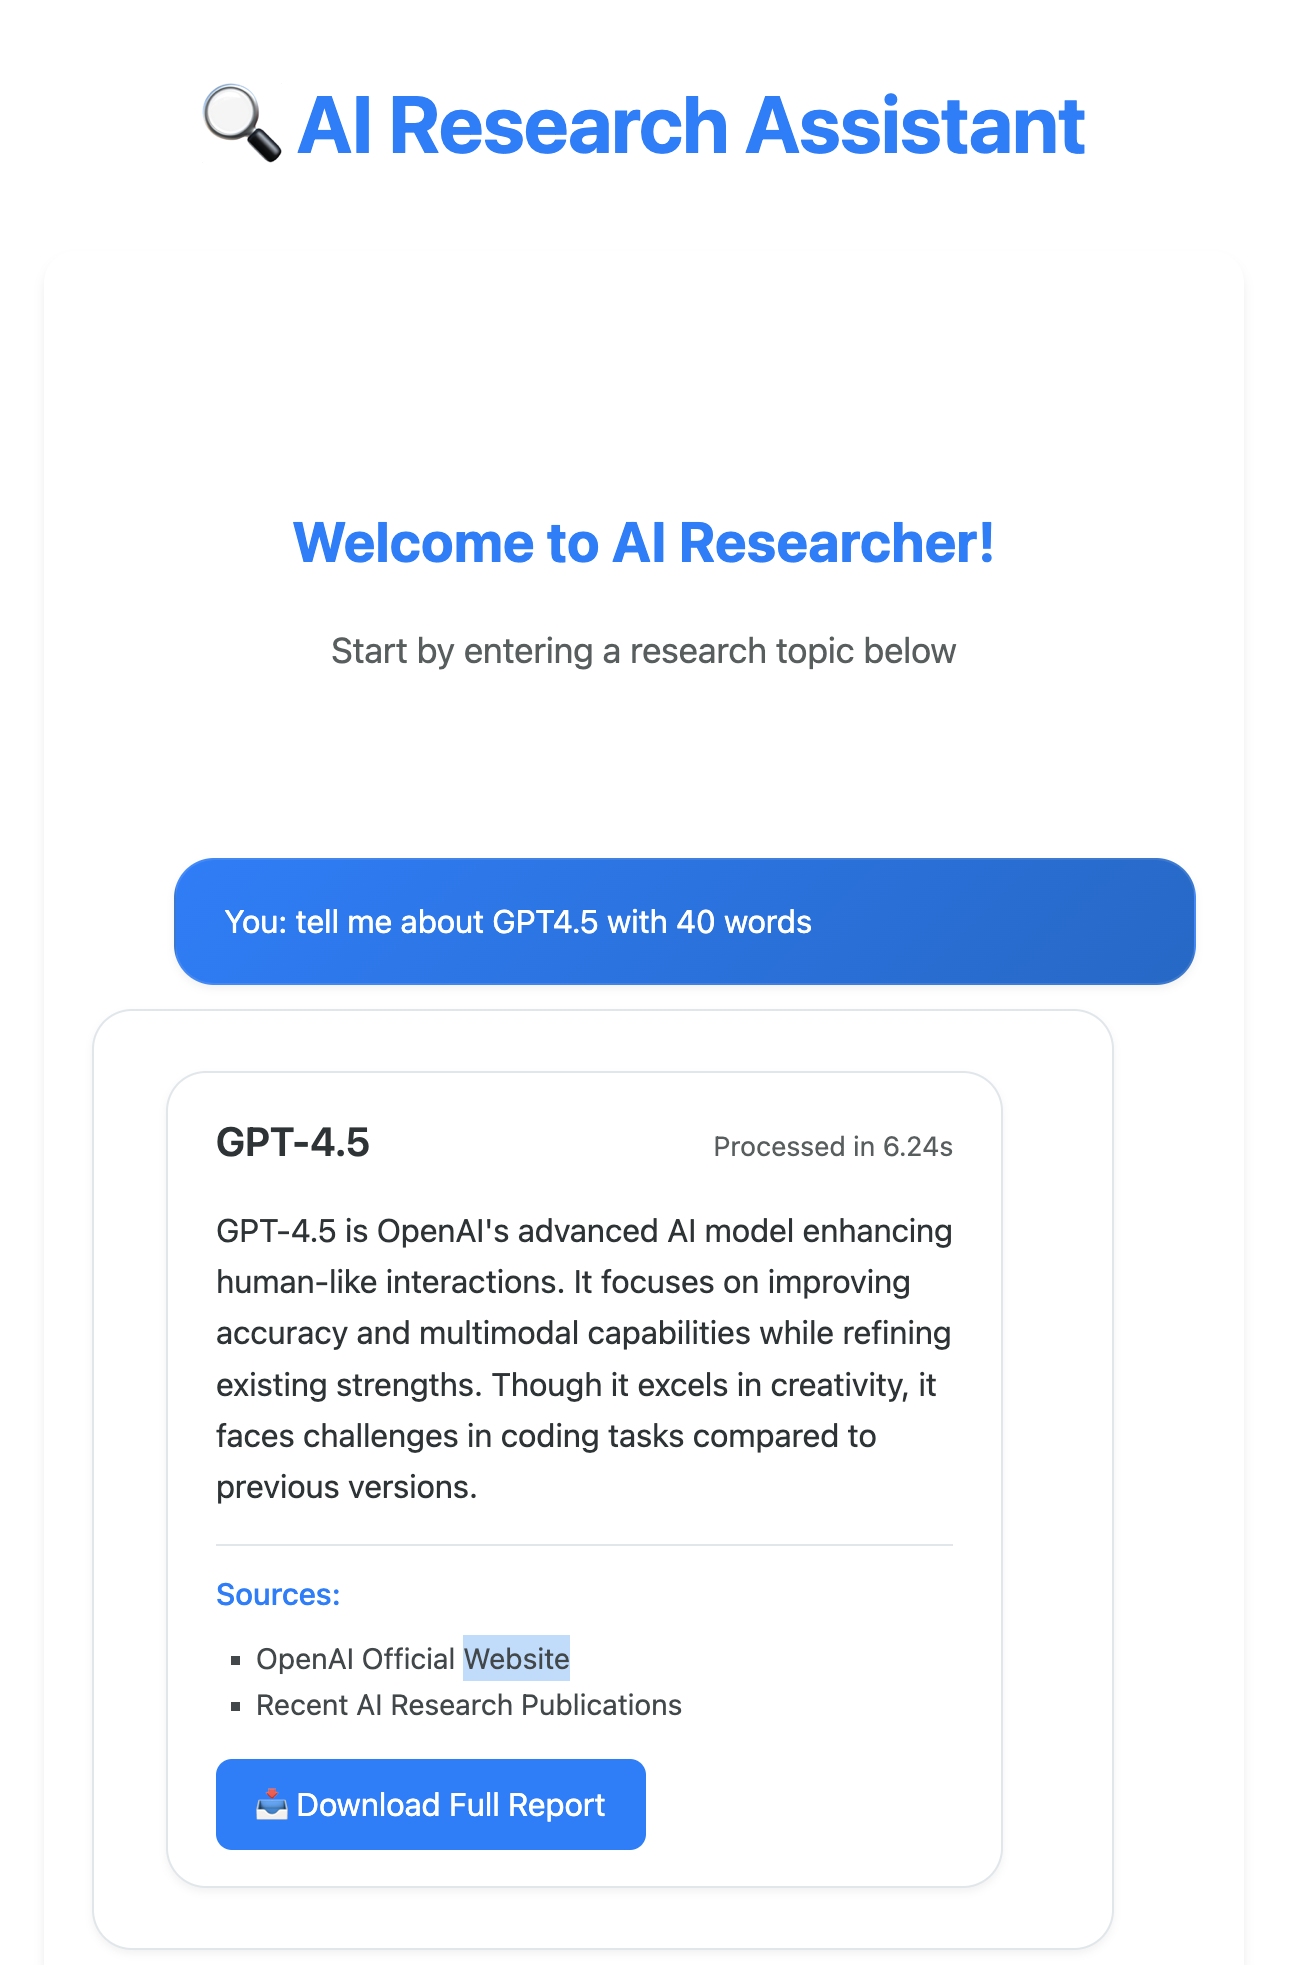 🔍 AI Research Assistant
Welcome to AI Researcher!
Start by entering a research topic below
You: tell me about GPT4.5 with 40 words
GPT-4.5
Processed in 6.24s
GPT-4.5 is OpenAI's advanced AI model enhancing
human-like interactions. It focuses on improving
accuracy and multimodal capabilities while refining
existing strengths. Though it excels in creativity, it
faces challenges in coding tasks compared to
previous versions.
Sources:
▪ OpenAI Official Website
▪ Recent AI Research Publications
📥 Download Full Report